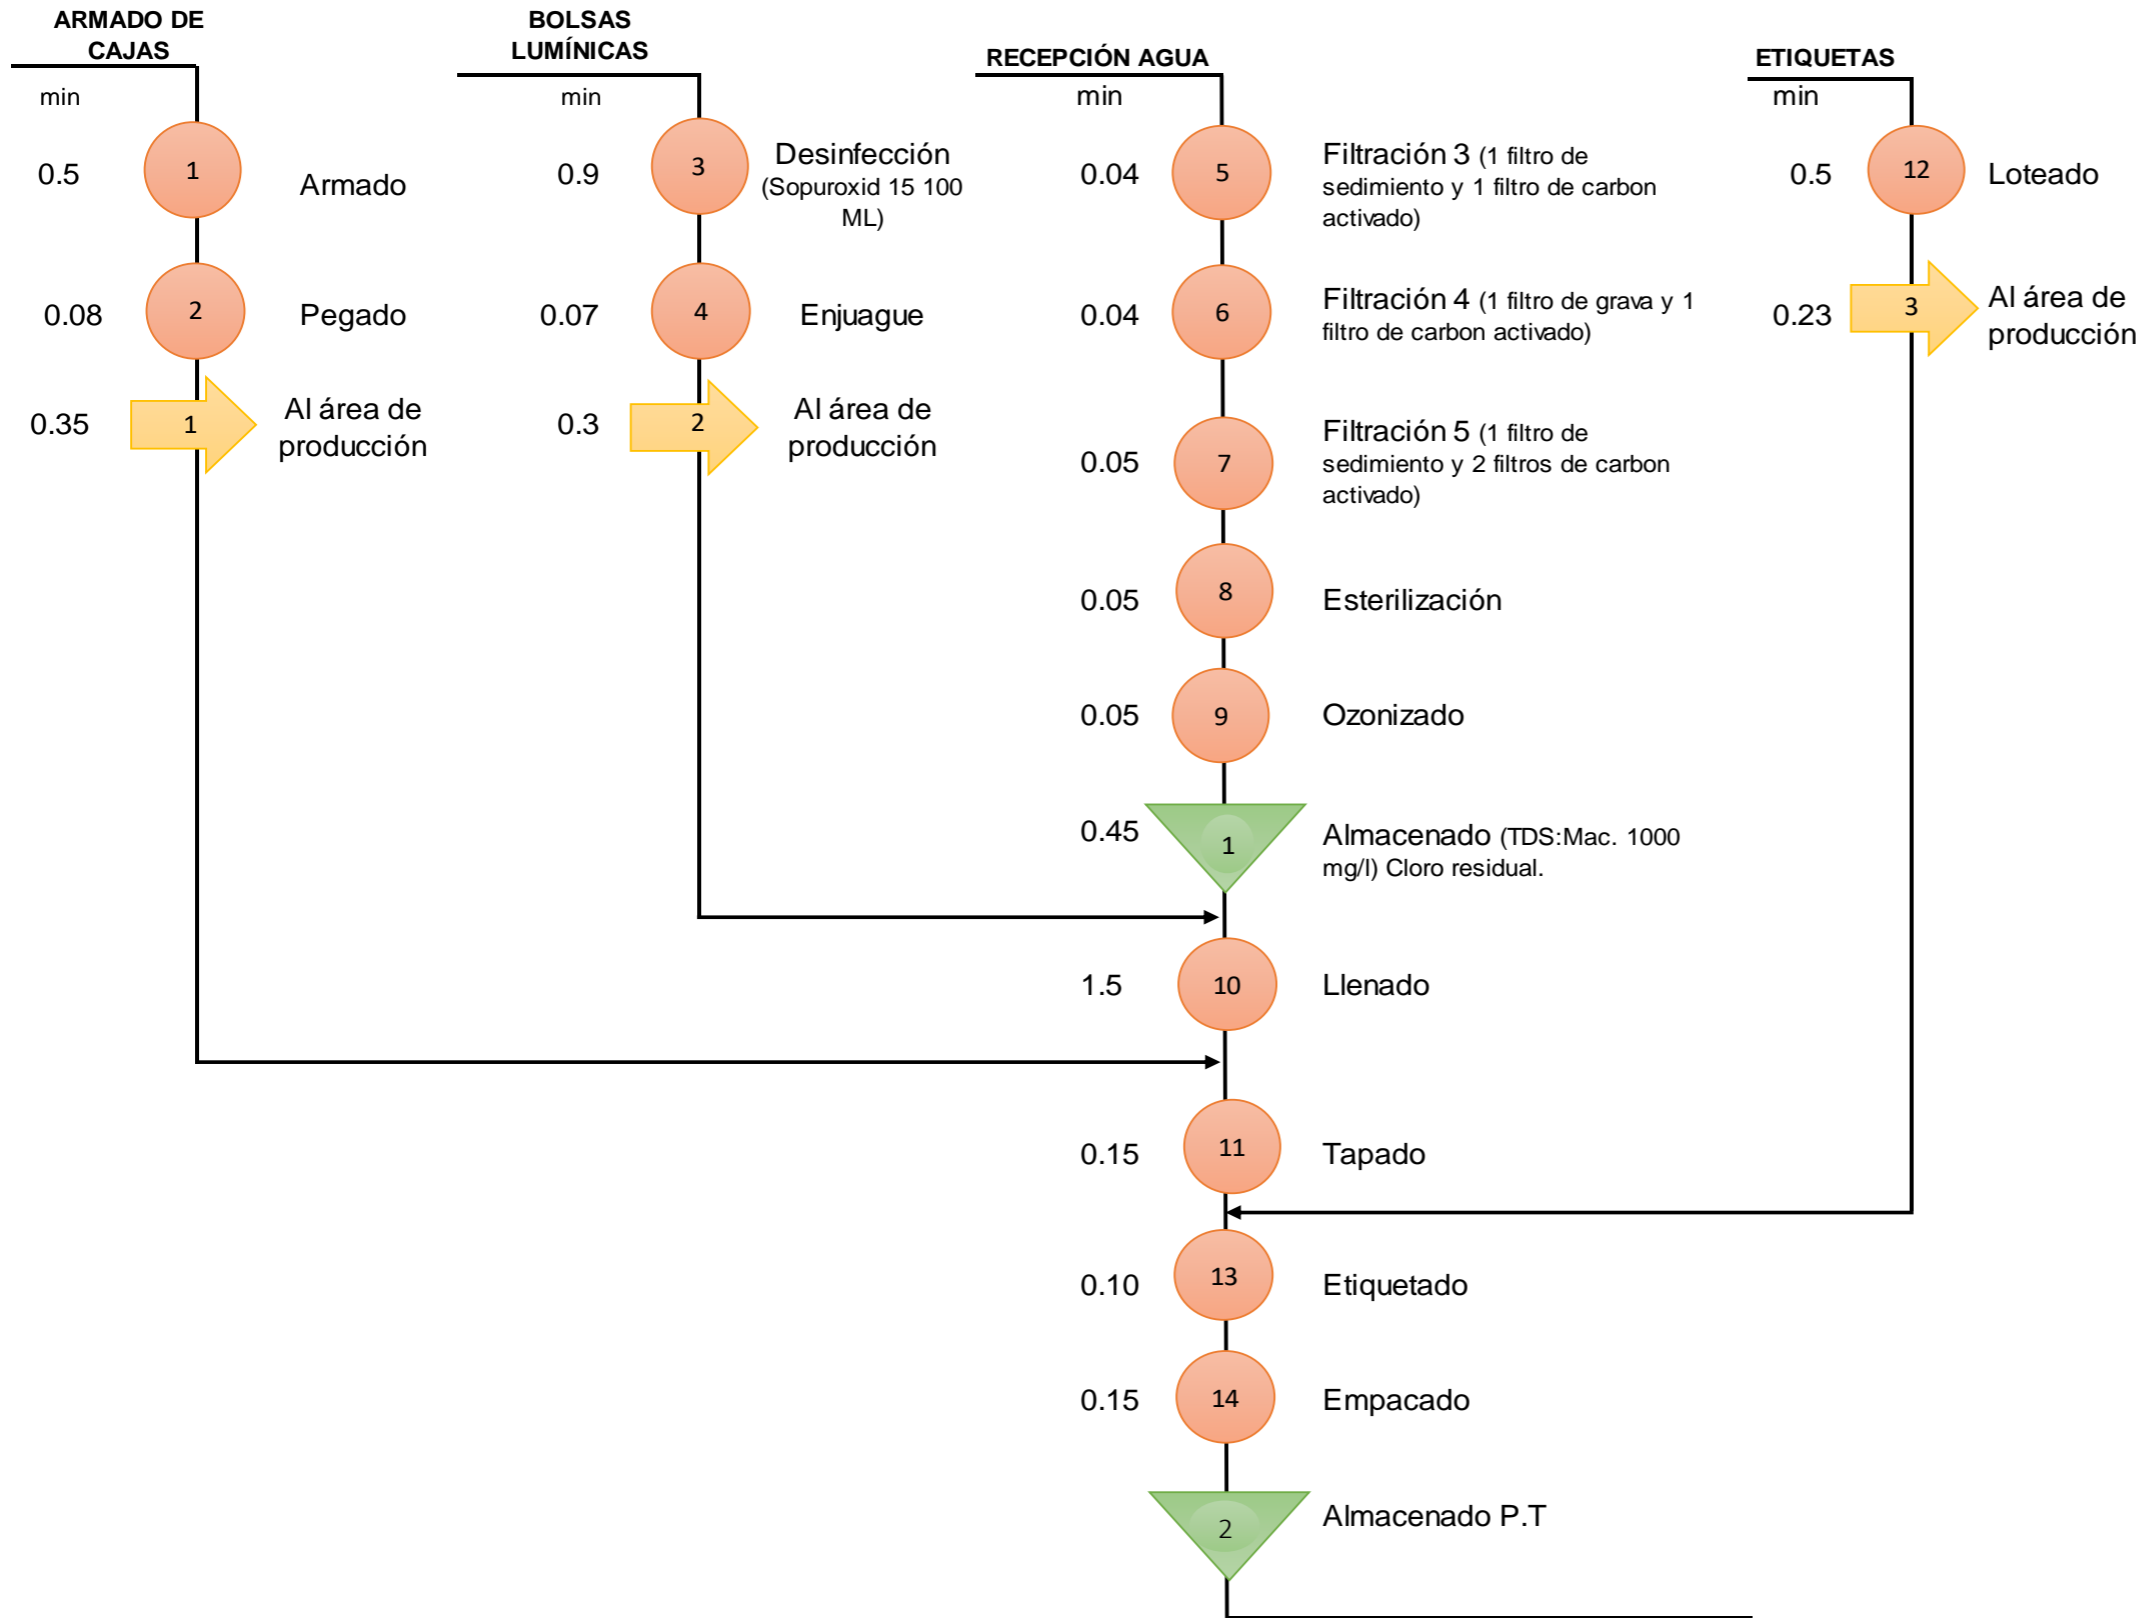 ARMADO DE
CAJAS
min
0.5
1
Armado
0.08
2
Pegado
0.35
1
Al área de
producción
BOLSAS
LUMÍNICAS
min
0.9
3
Desinfección
(Sopuroxid 15 100
ML)
0.07
4
Enjuague
0.3
2
Al área de
producción
RECEPCIÓN AGUA
min
0.04
5
Filtración 3 (1 filtro de
sedimiento y 1 filtro de carbon
activado)
0.04
6
Filtración 4 (1 filtro de grava y 1
filtro de carbon activado)
0.05
7
Filtración 5 (1 filtro de
sedimiento y 2 filtros de carbon
activado)
0.05
8
Esterilización
0.05
9
Ozonizado
0.45
1
Almacenado (TDS:Mac. 1000
mg/l) Cloro residual.
1.5
10
Llenado
0.15
11
Tapado
ETIQUETAS
min
0.5
12
Loteado
0.23
3
Al área de
producción
0.10
13
Etiquetado
0.15
14
Empacado
2
Almacenado P.T